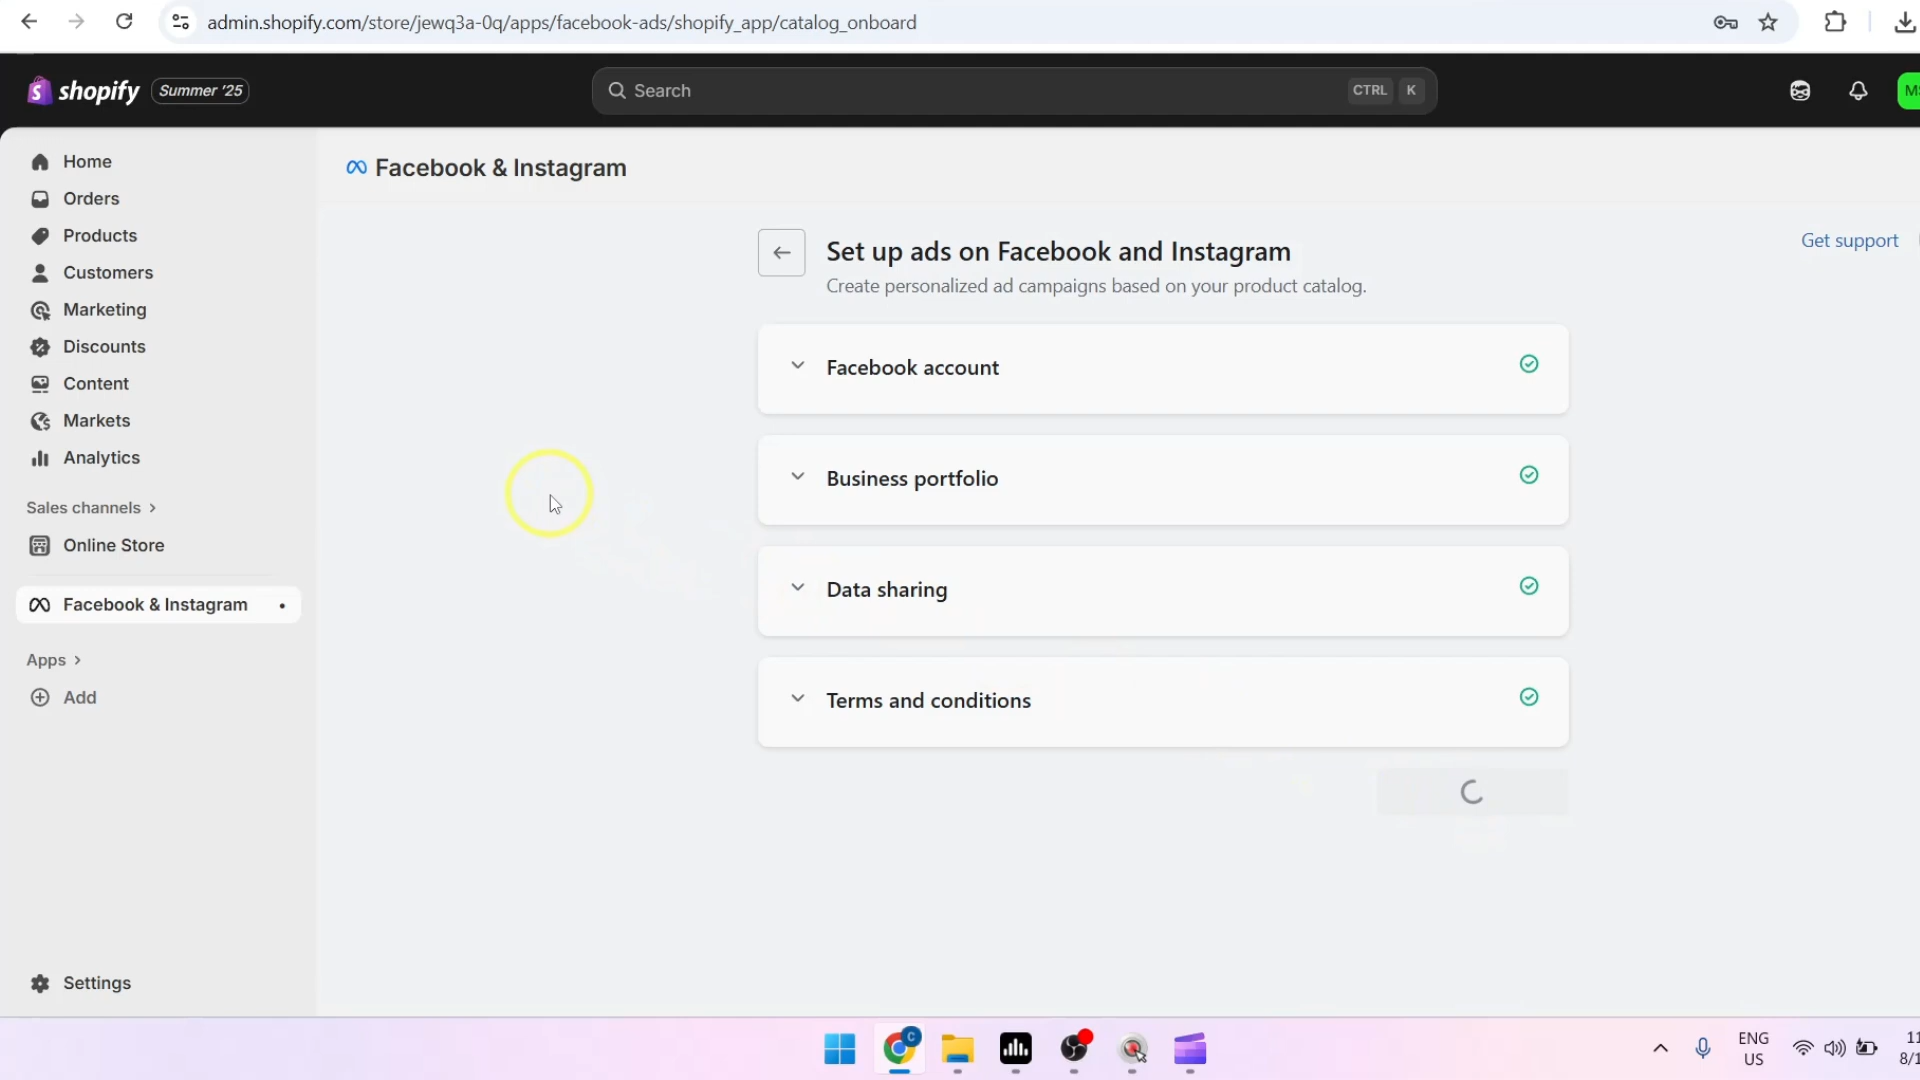 admin.shopify.com/store/jewq3a-0q/apps/facebook-ads/shopify_app/catalog_onboard
shopify Summer '25
Search CTRL K
Home
Orders
Products
Customers
Marketing
Discounts
Content
Markets
Analytics
Sales channels
Online Store
Facebook & Instagram
Apps
Add
Settings
Facebook & Instagram
Get support
Set up ads on Facebook and Instagram
Create personalized ad campaigns based on your product catalog.
Facebook account
Business portfolio
Data sharing
Terms and conditions
C
ENG
US